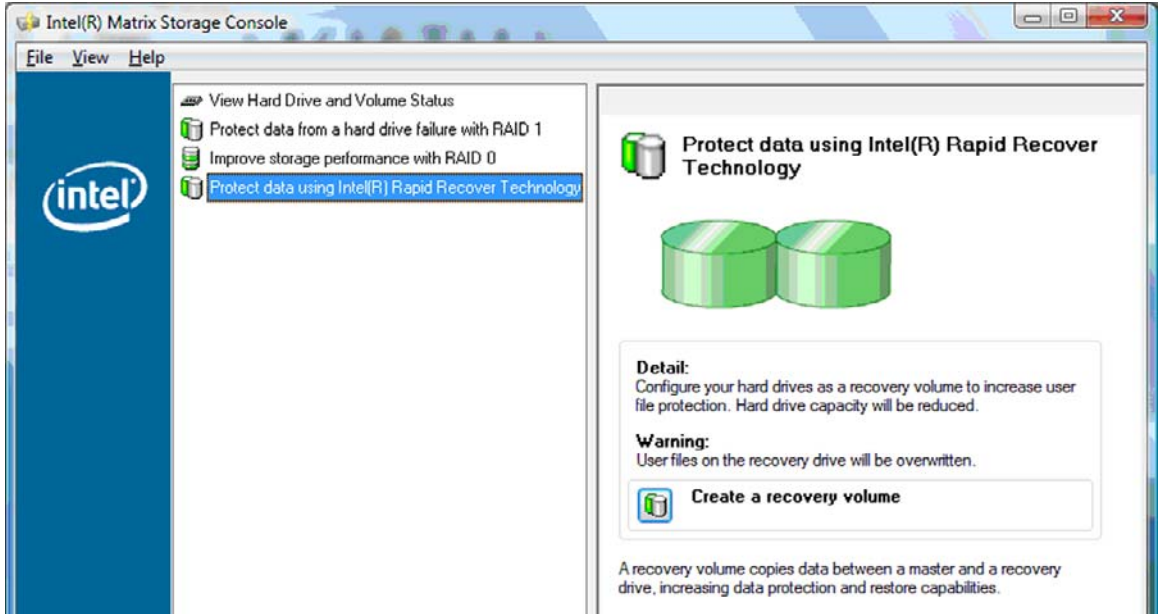 Intel(R) Matrix Storage Console
File View Help
View Hard Drive and Volume Status
Protect data from a hard drive failure with RAID 1
Improve storage performance with RAID 0
Protect data using Intel(R) Rapid Recover Technology
intel
Protect data using Intel(R) Rapid Recover
Technology
Detail:
Configure your hard drives as a recovery volume to increase user
file protection. Hard drive capacity will be reduced.
Warning:
User files on the recovery drive will be overwritten.
Create a recovery volume
A recovery volume copies data between a master and a recovery
drive, increasing data protection and restore capabilities.